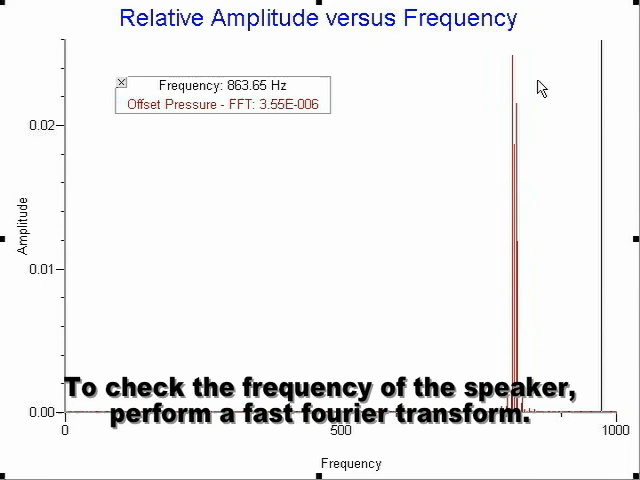 Relative Amplitude versus Frequency
Frequency: 863.65 Hz
Offset Pressure - FFT: 3.55E-006
0.02
Amplitude
0.01
To check the frequency of the speaker,
0.00
perform a fast fourier transform.
0
500
1000
Frequency